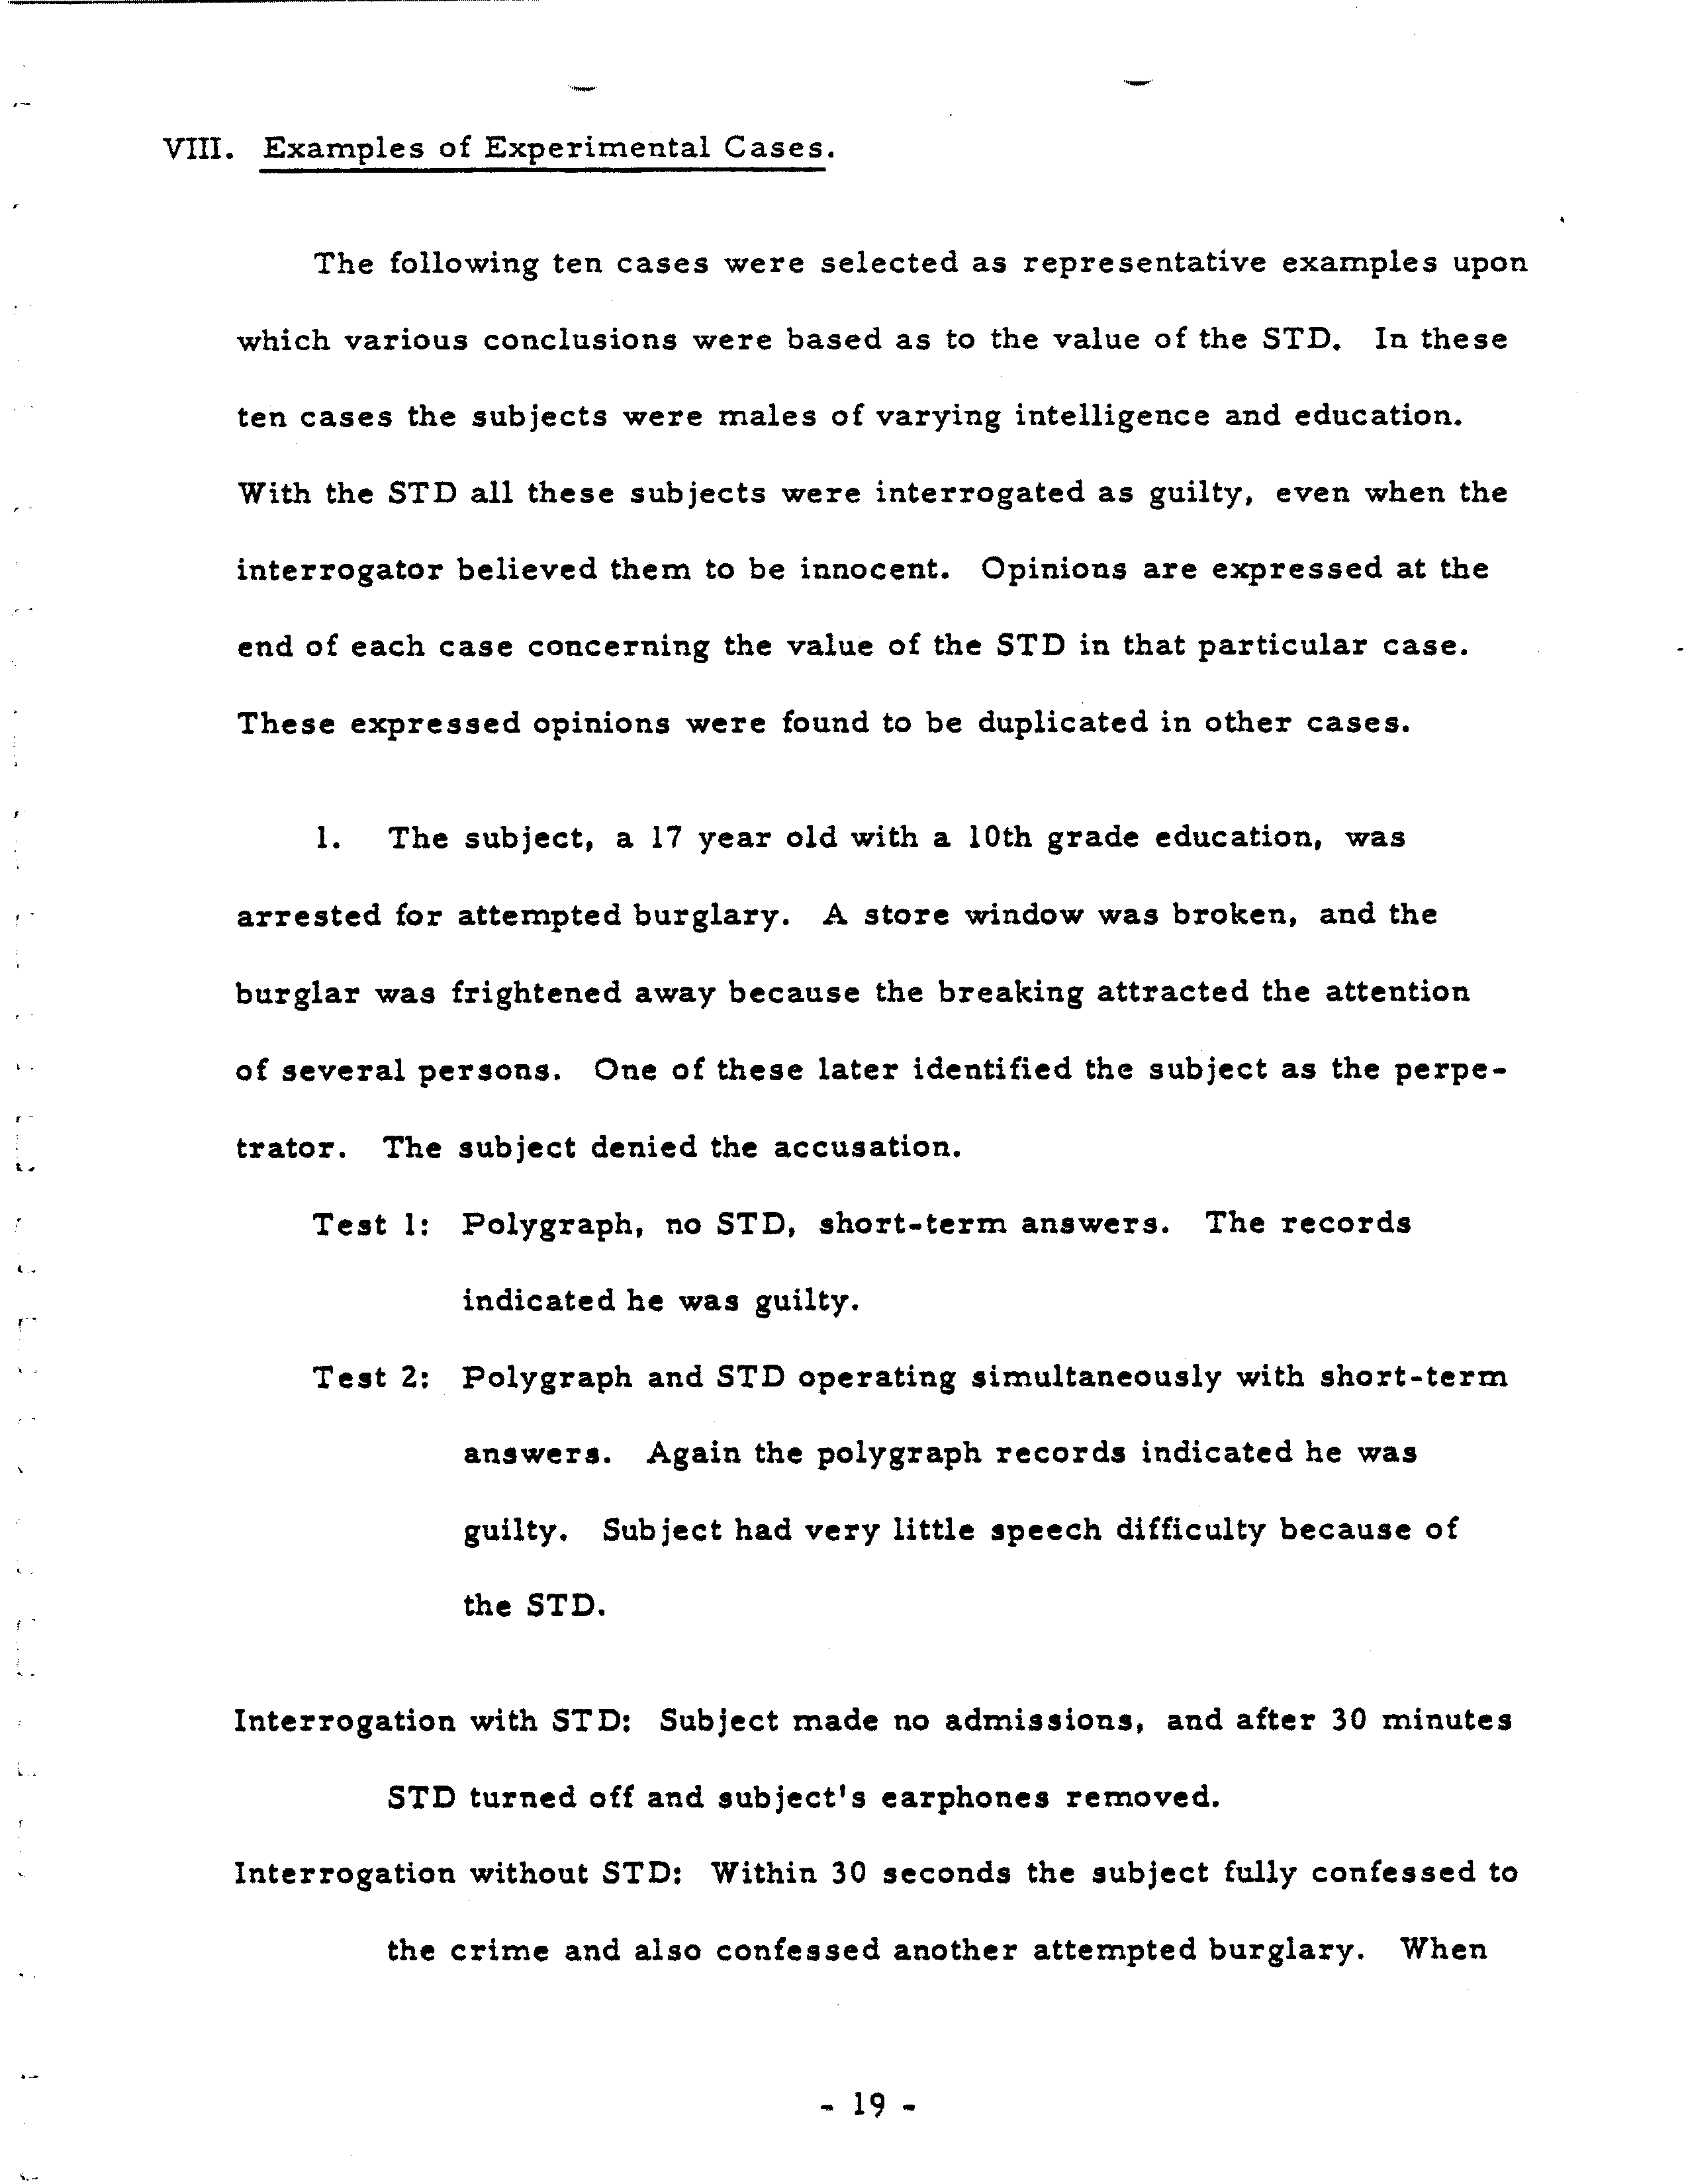 VIII. Examples of Experimental Cases.
The following ten cases were selected as representative examples upon
which various conclusions were based as to the value of the STD. In these
ten cases the subjects were males of varying intelligence and education.
With the STD all these subjects were interrogated as guilty, even when the
interrogator believed them to be innocent. Opinions are expressed at the
end of each case concerning the value of the STD in that particular case.
These expressed opinions were found to be duplicated in other cases.
1. The subject, a 17 year old with a 10th grade education, was
arrested for attempted burglary. A store window was broken, and the
burglar was frightened away because the breaking attracted the attention
of several persons. One of these later identified the subject as the perpe-
trator. The subject denied the accusation.
Test 1: Polygraph, no STD, short-term answers. The records
indicated he was guilty.
Test 2: Polygraph and STD operating simultaneously with short-term
answers. Again the polygraph records indicated he was
guilty. Subject had very little speech difficulty because of
the STD.
Interrogation with STD: Subject made no admissions, and after 30 minutes
STD turned off and subject's earphones removed.
Interrogation without STD: Within 30 seconds the subject fully confessed to
the crime and also confessed another attempted burglary. When
- 19 -